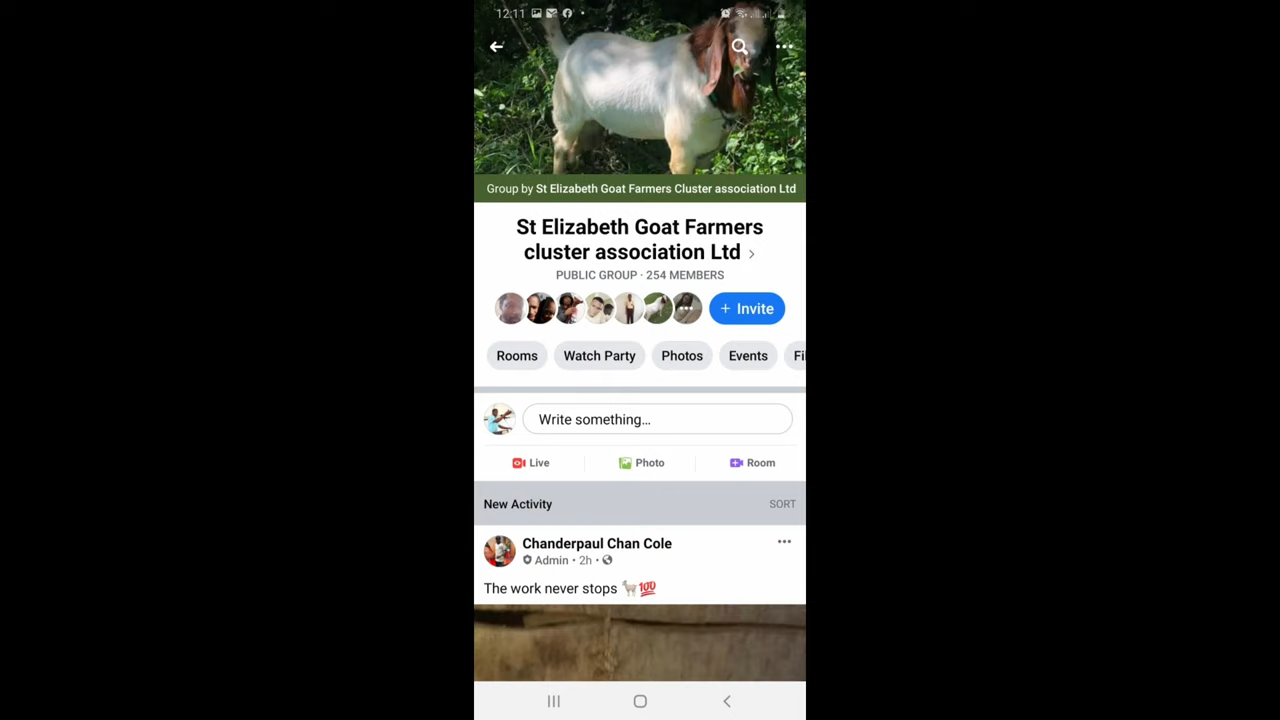 12:11
Group by St Elizabeth Goat Farmers Cluster association Ltd
St Elizabeth Goat Farmers
cluster association Ltd
PUBLIC GROUP · 254 MEMBERS
+ Invite
Rooms Watch Party Photos Events Fi
Write something...
Live Photo Room
New Activity SORT
Chanderpaul Chan Cole
Admin • 2h •
The work never stops 🐐💯